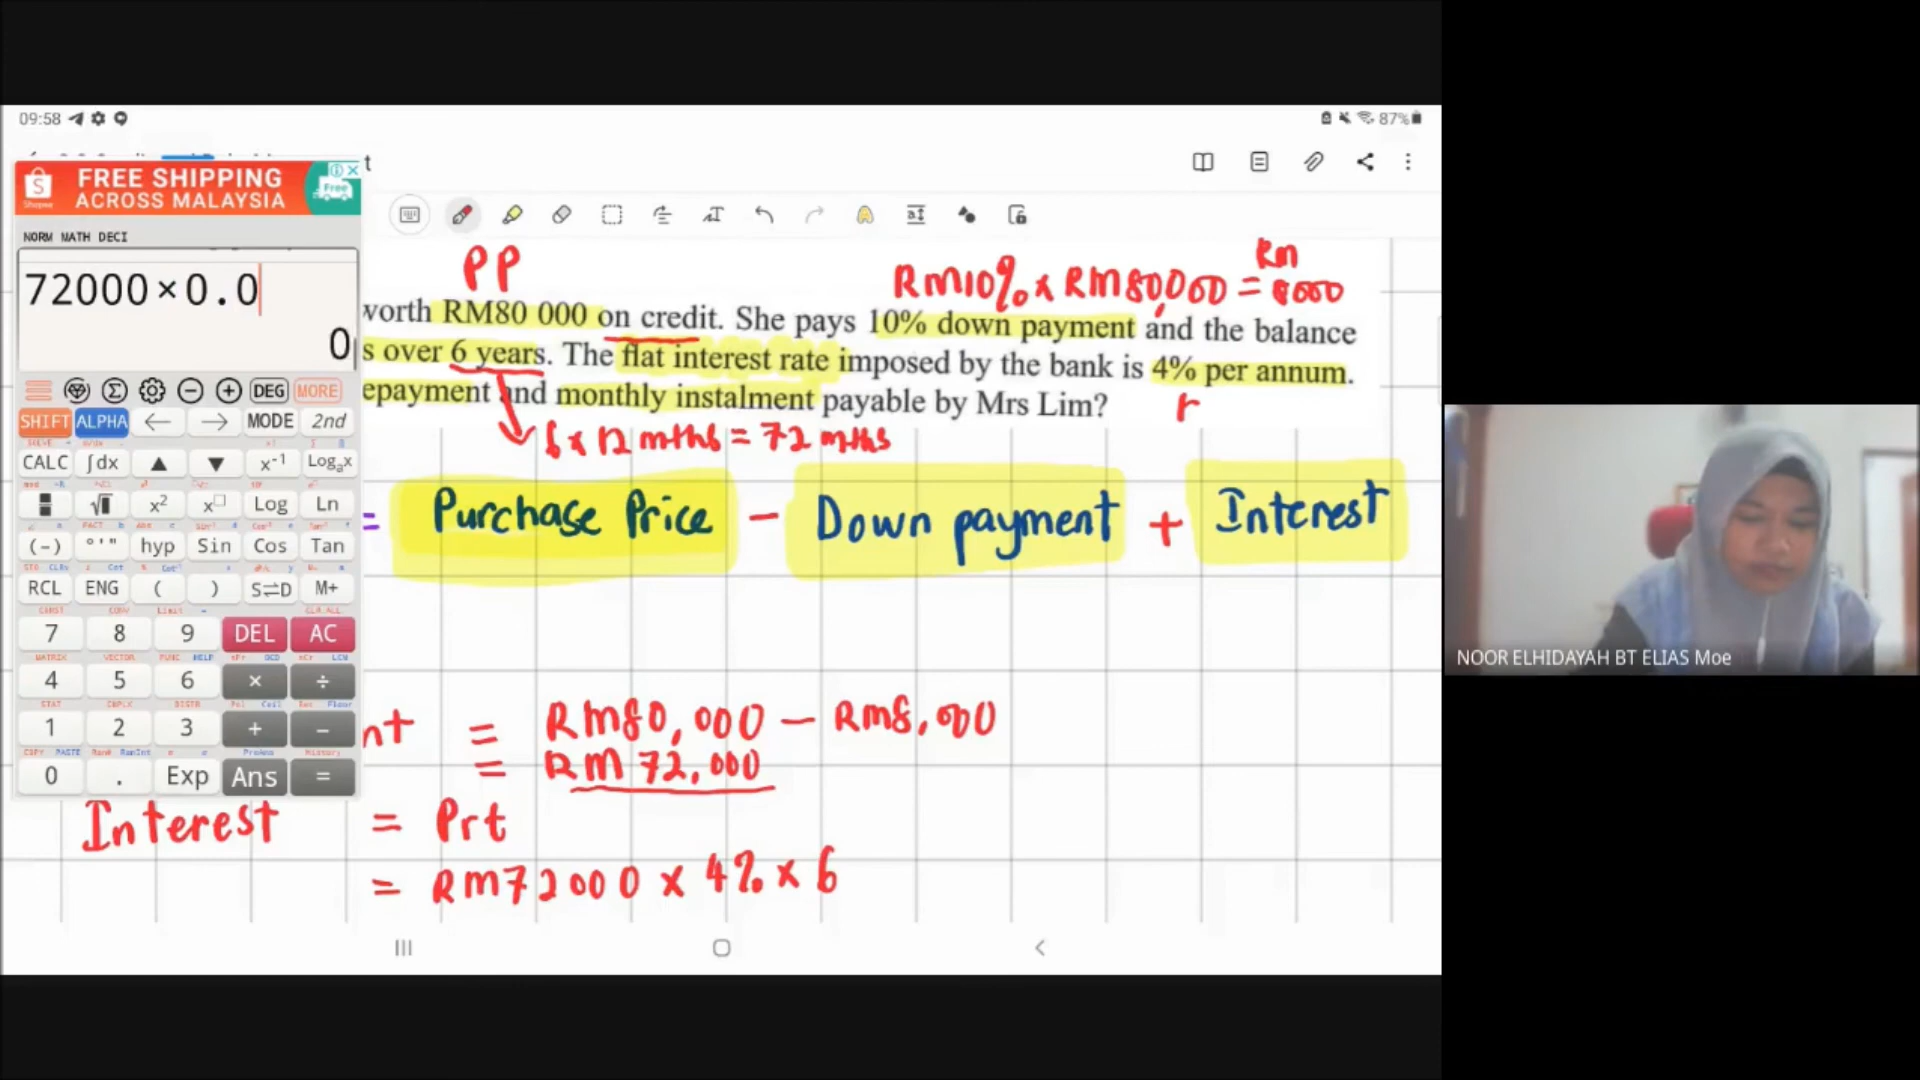 09:58
87%
t
FREE SHIPPING
ACROSS MALAYSIA
Shopee
Free
NORM MATH DECI
72000×0.0
0
DEG MORE
SHIFT ALPHA ← → MODE 2nd
CALC ∫dx ▲ ▼ x⁻¹ Logₐx
√ x² x□ Log Ln
(-) °'" hyp Sin Cos Tan
RCL ENG ( ) S⇌D M+
7 8 9 DEL AC
4 5 6 × ÷
1 2 3 + −
0 . Exp Ans =
PP
RM10% × RM80,000 = RM 8000
worth RM80 000 on credit. She pays 10% down payment and the balance
s over 6 years. The flat interest rate imposed by the bank is 4% per annum.
epayment and monthly instalment payable by Mrs Lim?
r
6 × 12 mths = 72 mths
= Purchase Price − Down payment + Interest
nt = RM80,000 − RM8,000
= RM 72,000
Interest = Prt
= RM72000 × 4% × 6
NOOR ELHIDAYAH BT ELIAS Moe